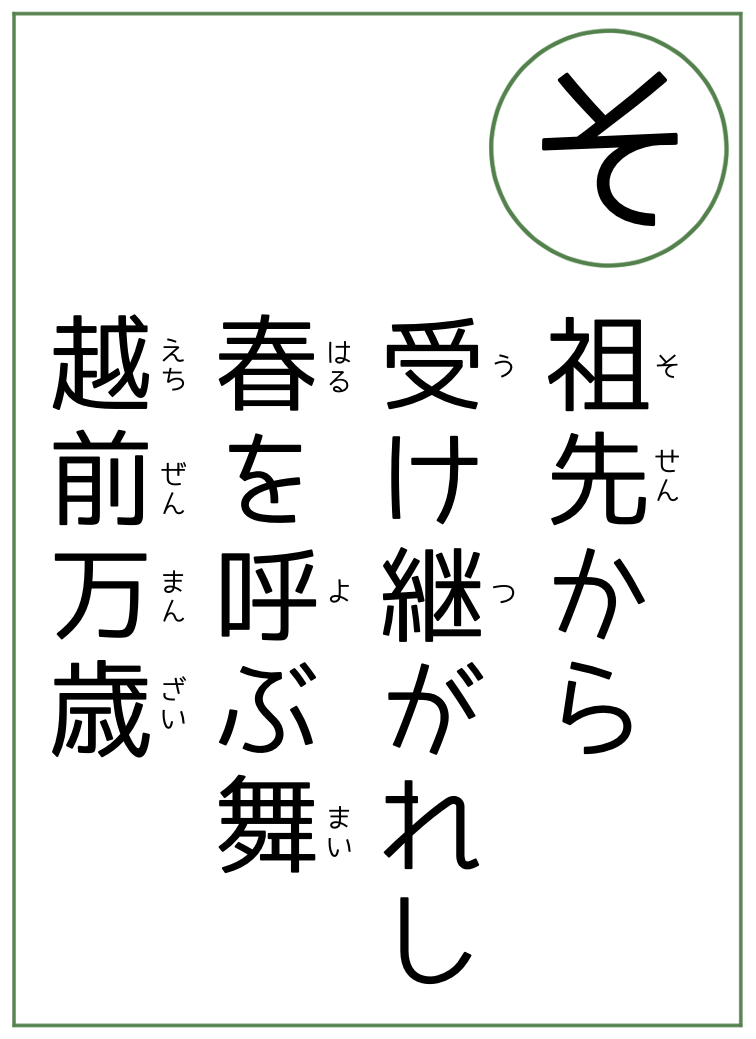 そ
祖先から
受け継がれし
春を呼ぶ舞
越前万歳
そ
せん
う
つ
はる
よ
まい
えち
ぜん
まん
ざい